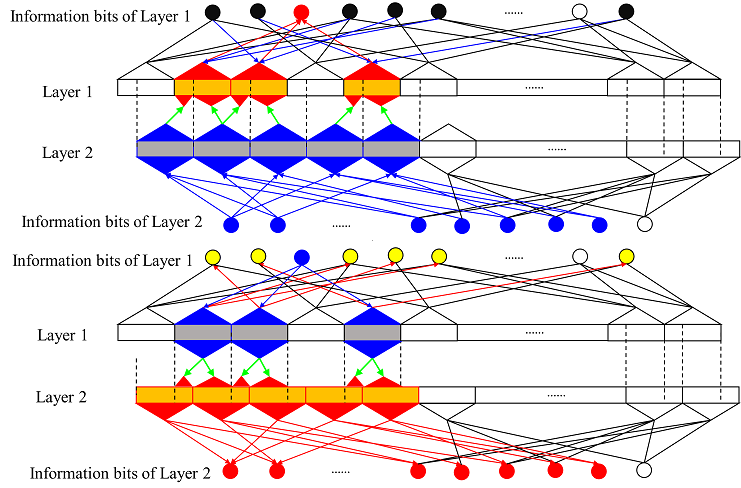 Information bits of Layer 1
......
Layer 1
......
Layer 2
......
Information bits of Layer 2
......
Information bits of Layer 1
......
Layer 1
......
Layer 2
......
Information bits of Layer 2
......